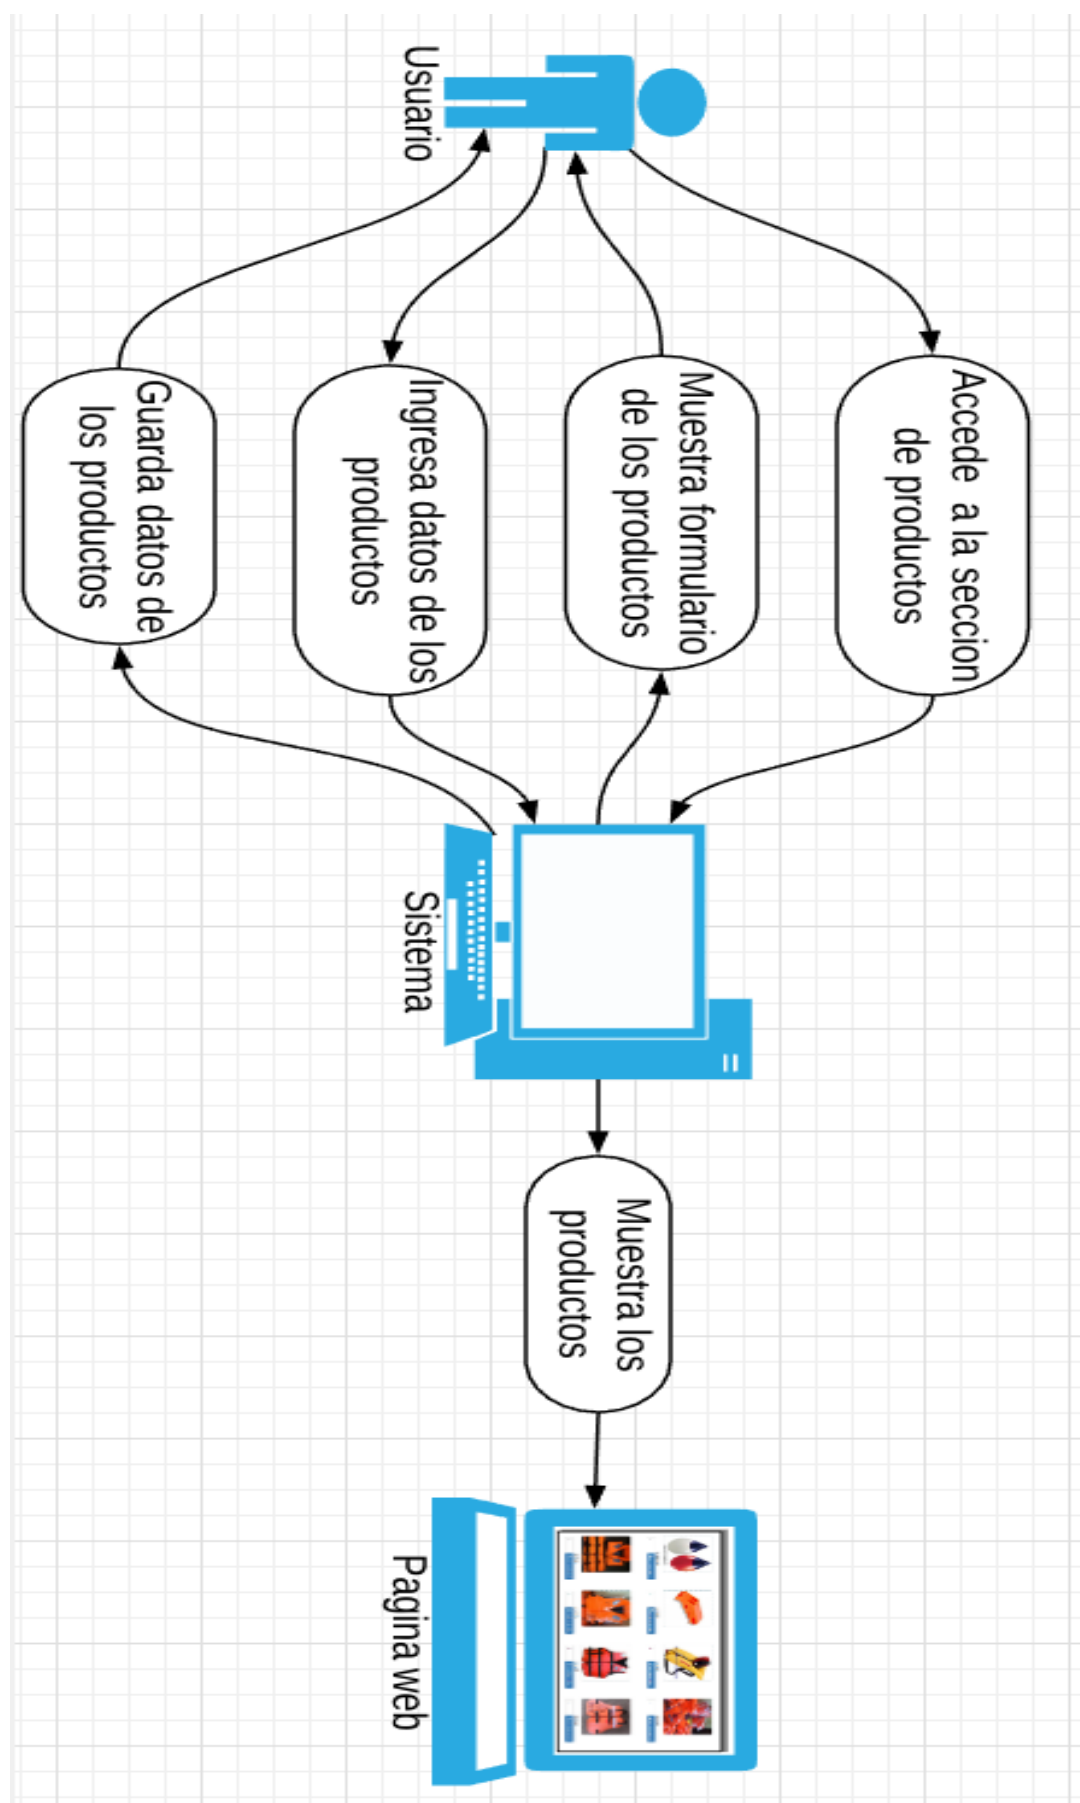 Accede a la seccion
de productos
Muestra formulario
de los productos
Ingresa datos de los
productos
Guarda datos de
los productos
Usuario
Sistema
Muestra los
productos
Pagina web